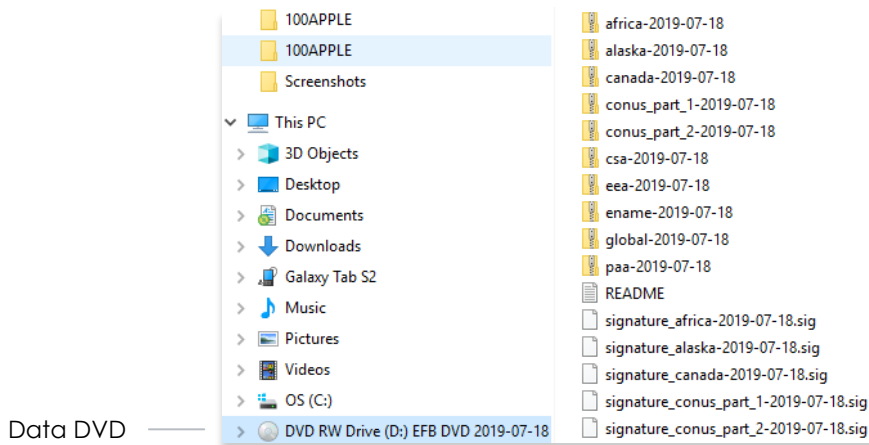 100APPLE
100APPLE
Screenshots
This PC
3D Objects
Desktop
Documents
Downloads
Galaxy Tab S2
Music
Pictures
Videos
OS (C:)
DVD RW Drive (D:) EFB DVD 2019-07-18
Data DVD
africa-2019-07-18
alaska-2019-07-18
canada-2019-07-18
conus_part_1-2019-07-18
conus_part_2-2019-07-18
csa-2019-07-18
eea-2019-07-18
ename-2019-07-18
global-2019-07-18
paa-2019-07-18
README
signature_africa-2019-07-18.sig
signature_alaska-2019-07-18.sig
signature_canada-2019-07-18.sig
signature_conus_part_1-2019-07-18.sig
signature_conus_part_2-2019-07-18.sig